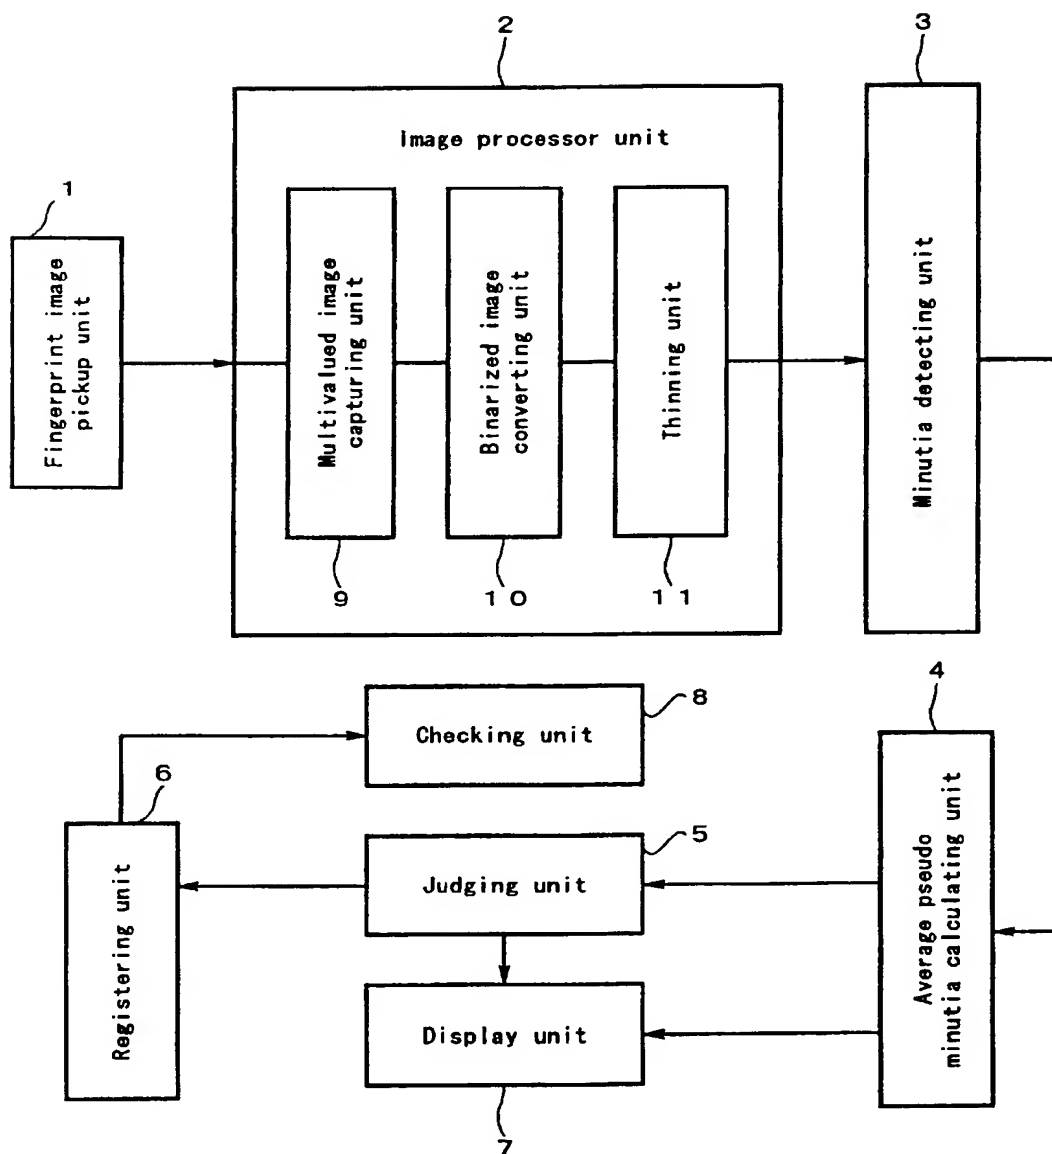 2
3
Image processor unit
1
Fingerprint image
pickup unit
Multivalued image
capturing unit
Binarized image
converting unit
Thinning unit
Minutia detecting unit
9
10
11
4
8
Checking unit
6
5
Judging unit
Registering unit
Average pseudo
minutia calculating unit
Display unit
7